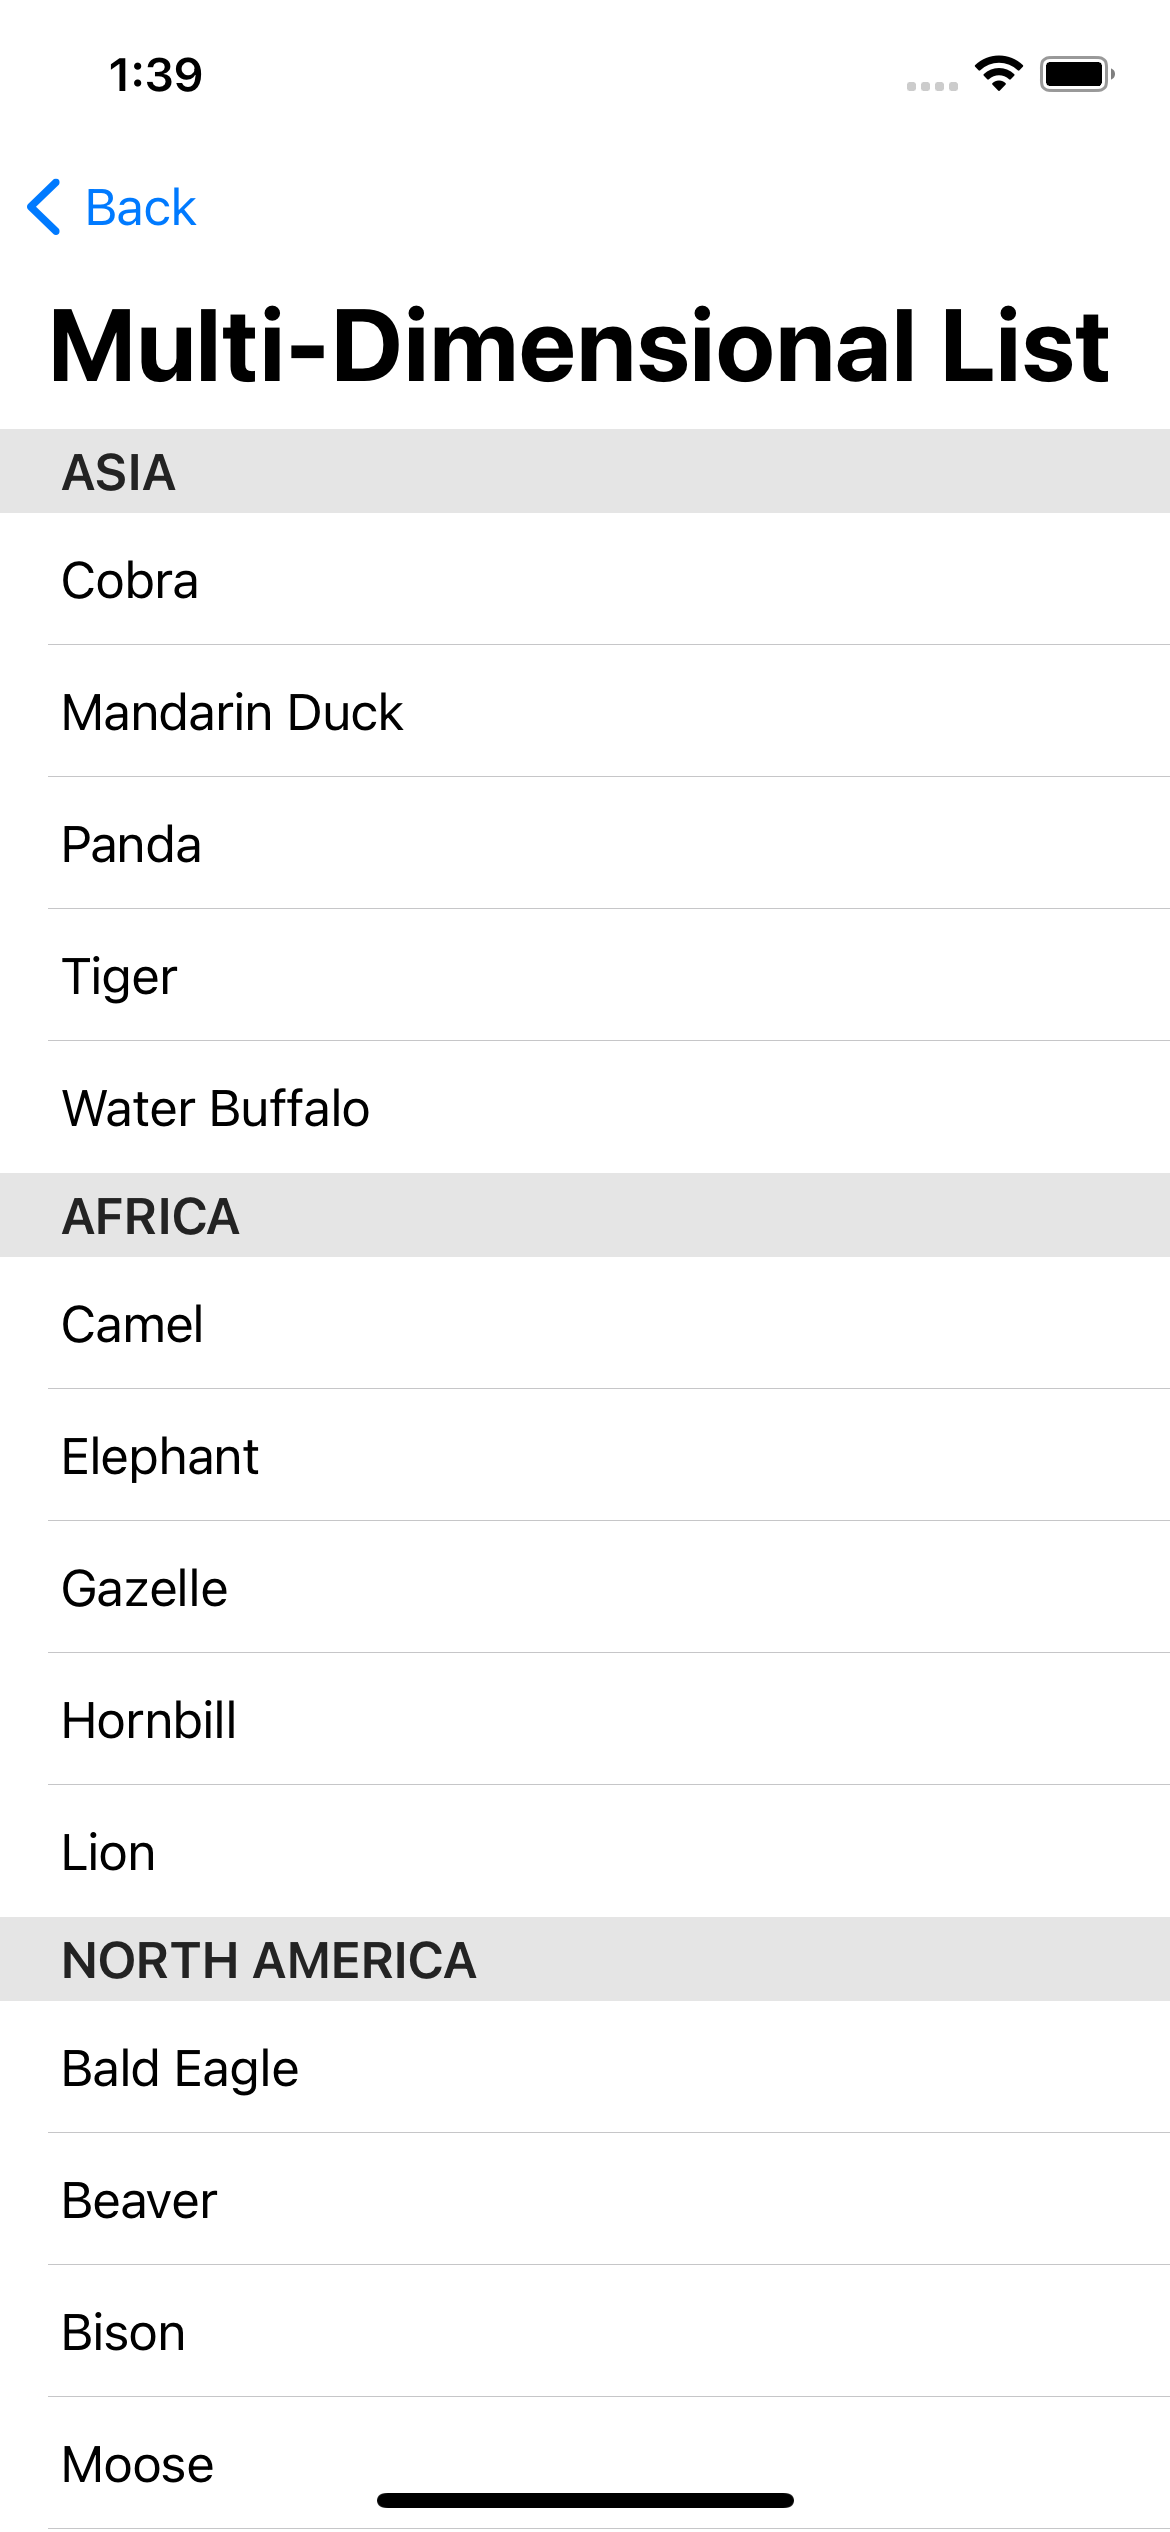 1:39
Back
Multi-Dimensional List
ASIA
Cobra
Mandarin Duck
Panda
Tiger
Water Buffalo
AFRICA
Camel
Elephant
Gazelle
Hornbill
Lion
NORTH AMERICA
Bald Eagle
Beaver
Bison
Moose